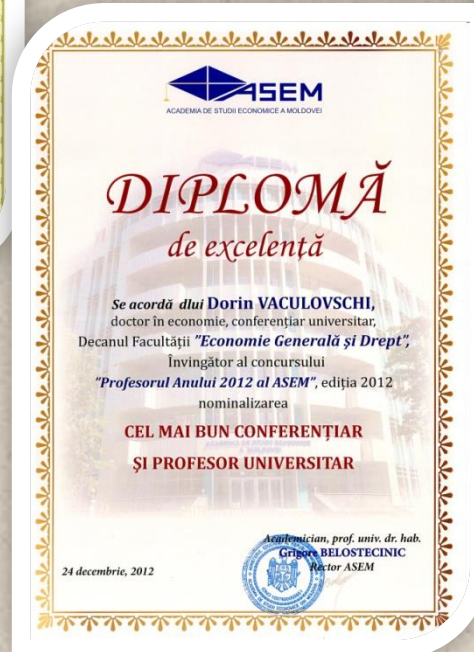 ASEM
ACADEMIA DE STUDII ECONOMICE A MOLDOVEI
DIPLOMĂ
de excelență
Se acordă dlui Dorin VACULOVSCHI,
doctor în economie, conferențiar universitar,
Decanul Facultății "Economie Generală și Drept",
Învingător al concursului
"Profesorul Anului 2012 al ASEM", ediția 2012
nominalizarea
CEL MAI BUN CONFERENȚIAR
ȘI PROFESOR UNIVERSITAR
Academician, prof. univ. dr. hab.
Grigore BELOSTECINIC
24 decembrie, 2012 Rector ASEM